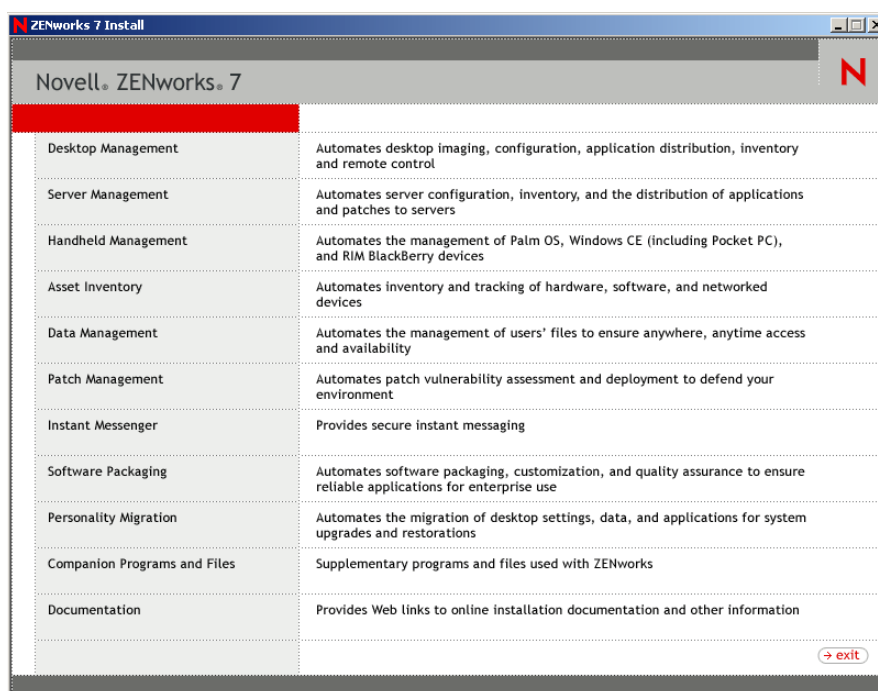 ZENworks 7 Install
Novell® ZENworks® 7
N
Desktop Management
Automates desktop imaging, configuration, application distribution, inventory
and remote control
Server Management
Automates server configuration, inventory, and the distribution of applications
and patches to servers
Handheld Management
Automates the management of Palm OS, Windows CE (including Pocket PC),
and RIM BlackBerry devices
Asset Inventory
Automates inventory and tracking of hardware, software, and networked
devices
Data Management
Automates the management of users' files to ensure anywhere, anytime access
and availability
Patch Management
Automates patch vulnerability assessment and deployment to defend your
environment
Instant Messenger
Provides secure instant messaging
Software Packaging
Automates software packaging, customization, and quality assurance to ensure
reliable applications for enterprise use
Personality Migration
Automates the migration of desktop settings, data, and applications for system
upgrades and restorations
Companion Programs and Files
Supplementary programs and files used with ZENworks
Documentation
Provides Web links to online installation documentation and other information
→ exit